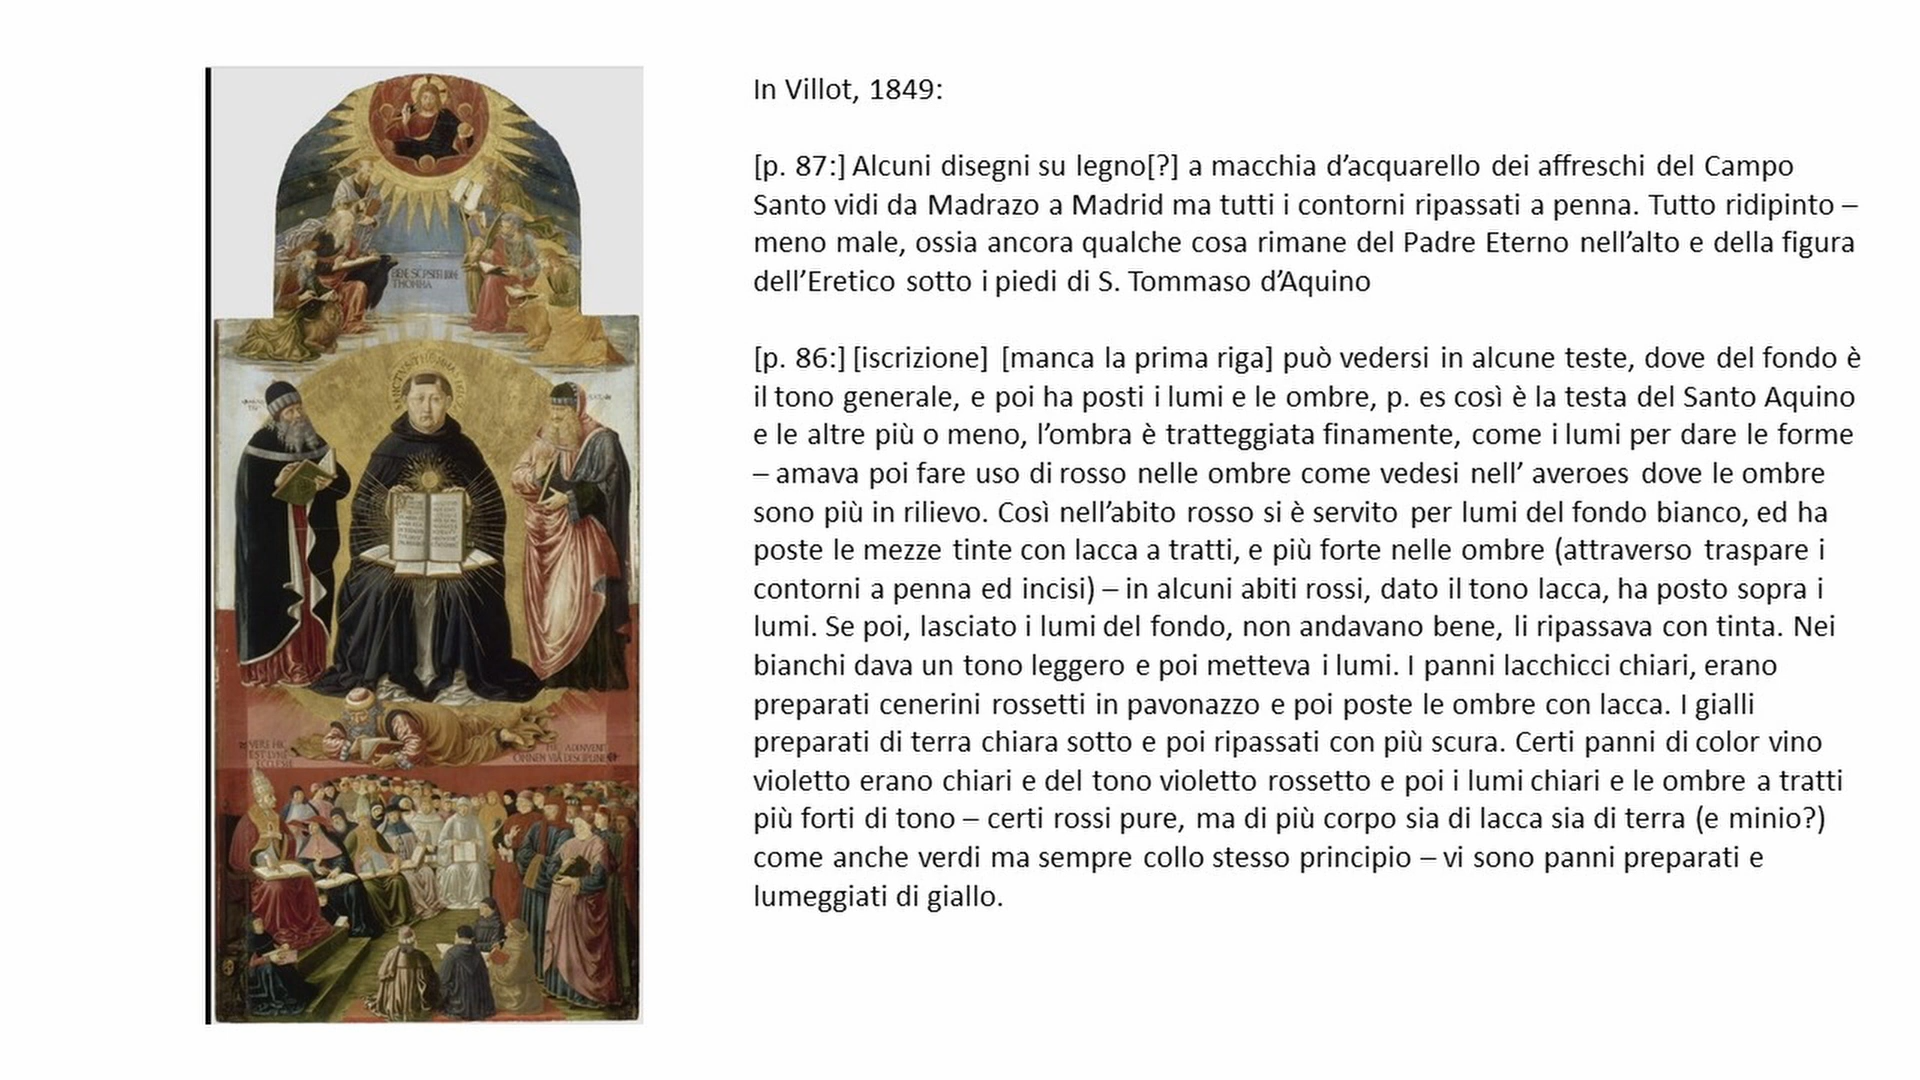 In Villot, 1849:
[p. 87:] Alcuni disegni su legno[?] a macchia d’acquarello dei affreschi del Campo
Santo vidi da Madrazo a Madrid ma tutti i contorni ripassati a penna. Tutto ridipinto –
meno male, ossia ancora qualche cosa rimane del Padre Eterno nell’alto e della figura
dell’Eretico sotto i piedi di S. Tommaso d’Aquino
[p. 86:] [iscrizione] [manca la prima riga] può vedersi in alcune teste, dove del fondo è
il tono generale, e poi ha posti i lumi e le ombre, p. es così è la testa del Santo Aquino
e le altre più o meno, l’ombra è tratteggiata finamente, come i lumi per dare le forme
– amava poi fare uso di rosso nelle ombre come vedesi nell’ averoes dove le ombre
sono più in rilievo. Così nell’abito rosso si è servito per lumi del fondo bianco, ed ha
poste le mezze tinte con lacca a tratti, e più forte nelle ombre (attraverso traspare i
contorni a penna ed incisi) – in alcuni abiti rossi, dato il tono lacca, ha posto sopra i
lumi. Se poi, lasciato i lumi del fondo, non andavano bene, li ripassava con tinta. Nei
bianchi dava un tono leggero e poi metteva i lumi. I panni lacchicci chiari, erano
preparati cenerini rossetti in pavonazzo e poi poste le ombre con lacca. I gialli
preparati di terra chiara sotto e poi ripassati con più scura. Certi panni di color vino
violetto erano chiari e del tono violetto rossetto e poi i lumi chiari e le ombre a tratti
più forti di tono – certi rossi pure, ma di più corpo sia di lacca sia di terra (e minio?)
come anche verdi ma sempre collo stesso principio – vi sono panni preparati e
lumeggiati di giallo.